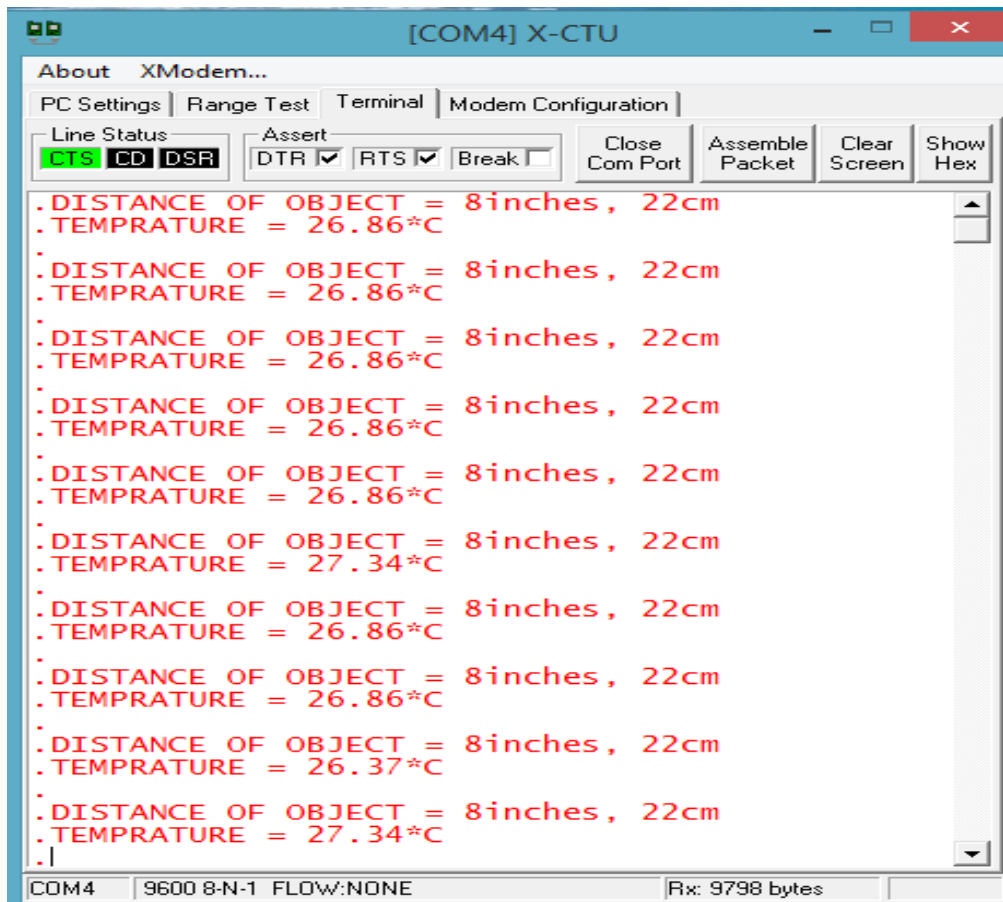 [COM4] X-CTU
About XModem...
PC Settings Range Test Terminal Modem Configuration
Line Status Assert
CTS CD DSR DTR RTS Break Close Com Port Assemble Packet Clear Screen Show Hex
.DISTANCE OF OBJECT = 8inches, 22cm
.TEMPRATURE = 26.86*C
.
.DISTANCE OF OBJECT = 8inches, 22cm
.TEMPRATURE = 26.86*C
.
.DISTANCE OF OBJECT = 8inches, 22cm
.TEMPRATURE = 26.86*C
.
.DISTANCE OF OBJECT = 8inches, 22cm
.TEMPRATURE = 26.86*C
.
.DISTANCE OF OBJECT = 8inches, 22cm
.TEMPRATURE = 26.86*C
.
.DISTANCE OF OBJECT = 8inches, 22cm
.TEMPRATURE = 27.34*C
.
.DISTANCE OF OBJECT = 8inches, 22cm
.TEMPRATURE = 26.86*C
.
.DISTANCE OF OBJECT = 8inches, 22cm
.TEMPRATURE = 26.86*C
.
.DISTANCE OF OBJECT = 8inches, 22cm
.TEMPRATURE = 26.37*C
.
.DISTANCE OF OBJECT = 8inches, 22cm
.TEMPRATURE = 27.34*C
.
COM4 9600 8-N-1 FLOW:NONE Rx: 9798 bytes